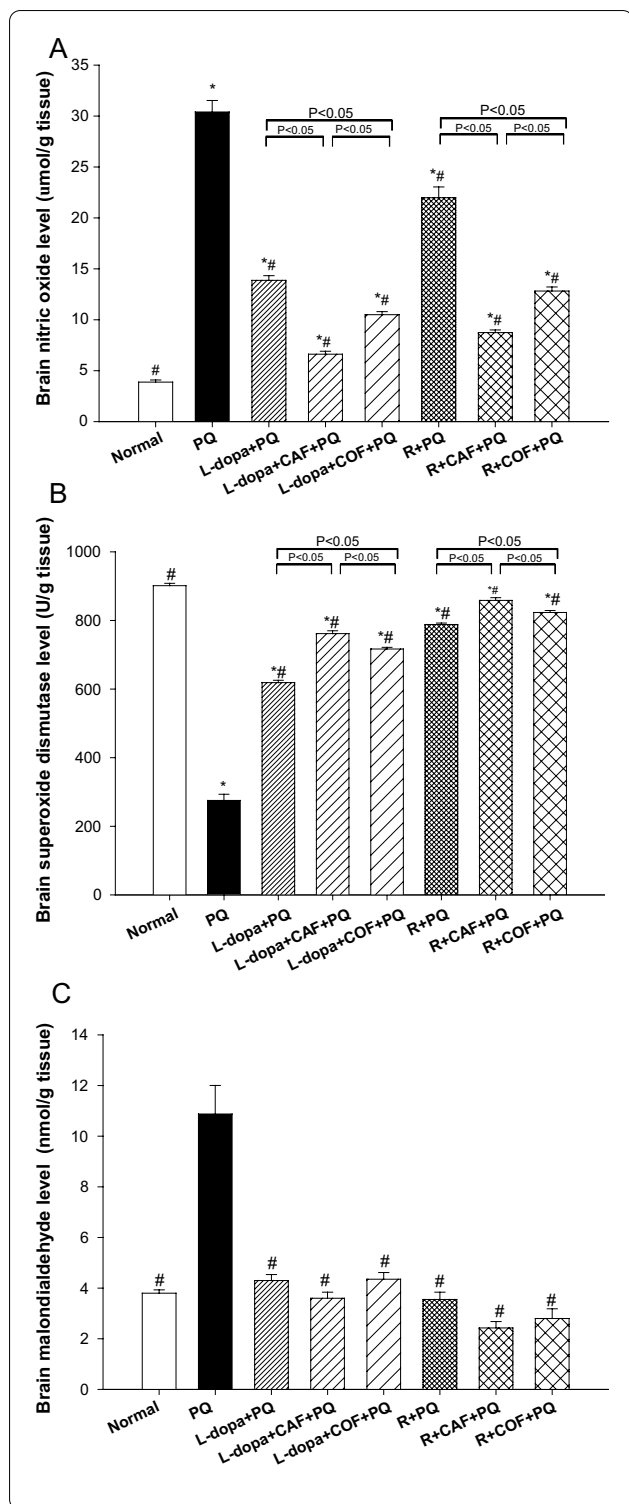 A
Brain nitric oxide level (umol/g tissue)
35
30
25
20
15
10
5
0
#
*
*#
*#
*#
*#
*#
*#
P<0.05
P<0.05
P<0.05
P<0.05
P<0.05
P<0.05
Normal
PQ
L-dopa+PQ
L-dopa+CAF+PQ
L-dopa+COF+PQ
R+PQ
R+CAF+PQ
R+COF+PQ
B
Brain superoxide dismutase level (U/g tissue)
1000
800
600
400
200
0
#
*
*#
*#
*#
*#
*#
*#
P<0.05
P<0.05
P<0.05
P<0.05
P<0.05
P<0.05
Normal
PQ
L-dopa+PQ
L-dopa+CAF+PQ
L-dopa+COF+PQ
R+PQ
R+CAF+PQ
R+COF+PQ
C
Brain malondialdehyde level (nmol/g tissue)
14
12
10
8
6
4
2
0
#
#
#
#
#
#
#
Normal
PQ
L-dopa+PQ
L-dopa+CAF+PQ
L-dopa+COF+PQ
R+PQ
R+CAF+PQ
R+COF+PQ